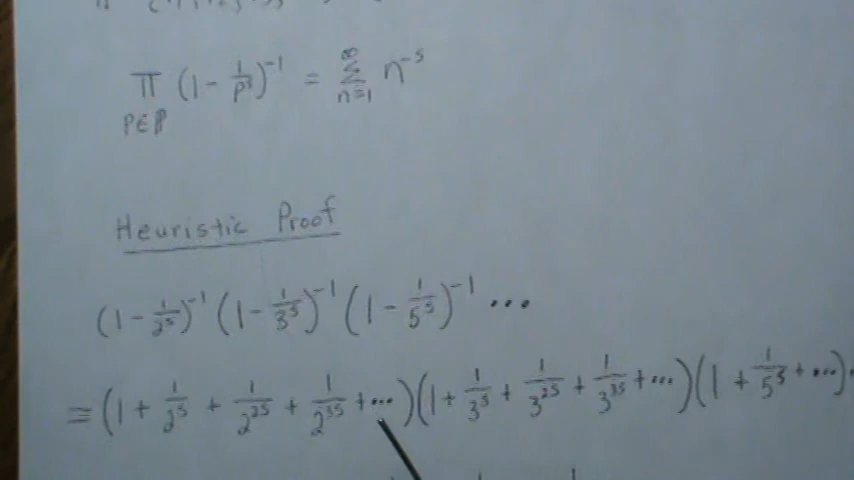 ∏ (1 - 1/p^s)^-1 = ∑ n^-s
p∈ℙ n=1 ∞
Heuristic Proof
(1 - 1/2^s)^-1 (1 - 1/3^s)^-1 (1 - 1/5^s)^-1 ...
= (1 + 1/2^s + 1/2^2s + 1/2^3s + ...)(1 + 1/3^s + 1/3^2s + 1/3^3s + ...)(1 + 1/5^s + ...).